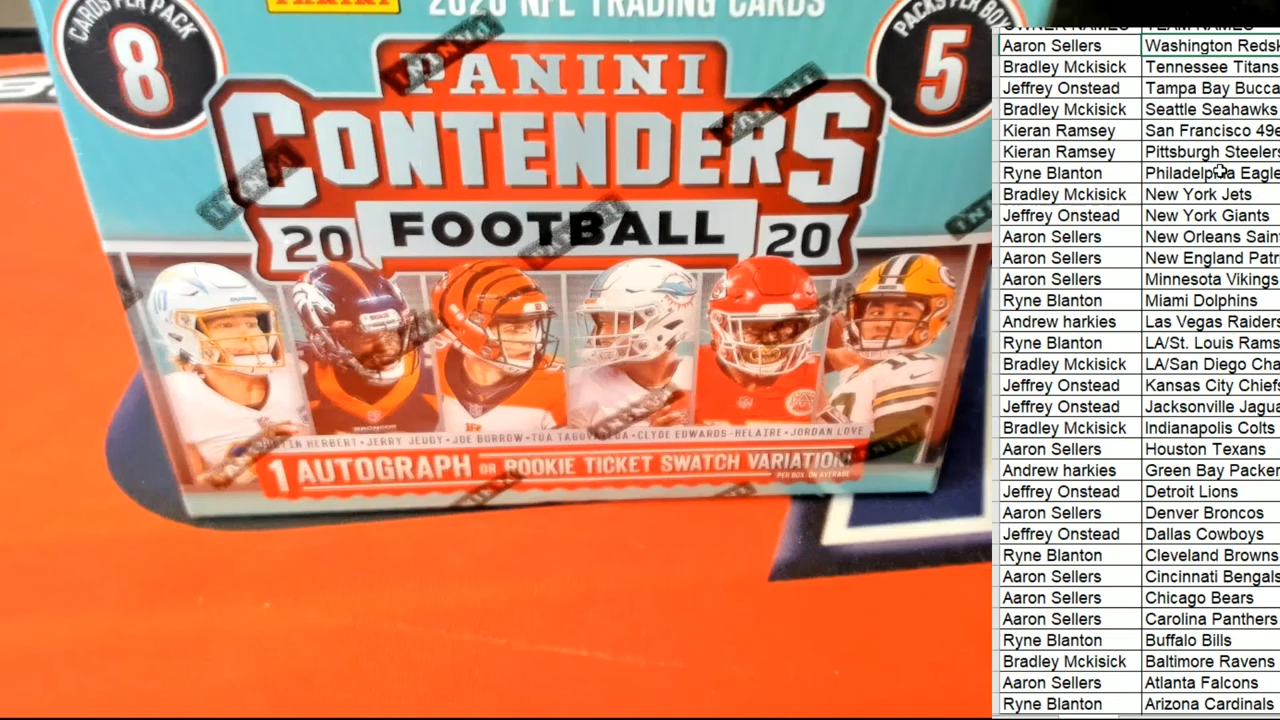 PANINI
2020 NFL TRADING CARDS
CARDS PER PACK
8
PACKS PER BOX
5
PANINI
CONTENDERS
20 FOOTBALL 20
JUSTIN HERBERT • JERRY JEUDY • JOE BURROW • TUA TAGOVAILOA • CLYDE EDWARDS-HELAIRE • JORDAN LOVE
1 AUTOGRAPH OR ROOKIE TICKET SWATCH VARIATION!
PER BOX, ON AVERAGE
OWNER NAMES TEAM NAMES
Aaron Sellers Washington Redsk
Bradley Mckisick Tennessee Titans
Jeffrey Onstead Tampa Bay Bucca
Bradley Mckisick Seattle Seahawks
Kieran Ramsey San Francisco 49e
Kieran Ramsey Pittsburgh Steelers
Ryne Blanton Philadelphia Eagle
Bradley Mckisick New York Jets
Jeffrey Onstead New York Giants
Aaron Sellers New Orleans Sain
Aaron Sellers New England Patri
Aaron Sellers Minnesota Vikings
Ryne Blanton Miami Dolphins
Andrew harkies Las Vegas Raiders
Ryne Blanton LA/St. Louis Rams
Bradley Mckisick LA/San Diego Cha
Jeffrey Onstead Kansas City Chiefs
Jeffrey Onstead Jacksonville Jagua
Bradley Mckisick Indianapolis Colts
Aaron Sellers Houston Texans
Andrew harkies Green Bay Packer
Jeffrey Onstead Detroit Lions
Aaron Sellers Denver Broncos
Jeffrey Onstead Dallas Cowboys
Ryne Blanton Cleveland Browns
Aaron Sellers Cincinnati Bengals
Aaron Sellers Chicago Bears
Aaron Sellers Carolina Panthers
Ryne Blanton Buffalo Bills
Bradley Mckisick Baltimore Ravens
Aaron Sellers Atlanta Falcons
Ryne Blanton Arizona Cardinals